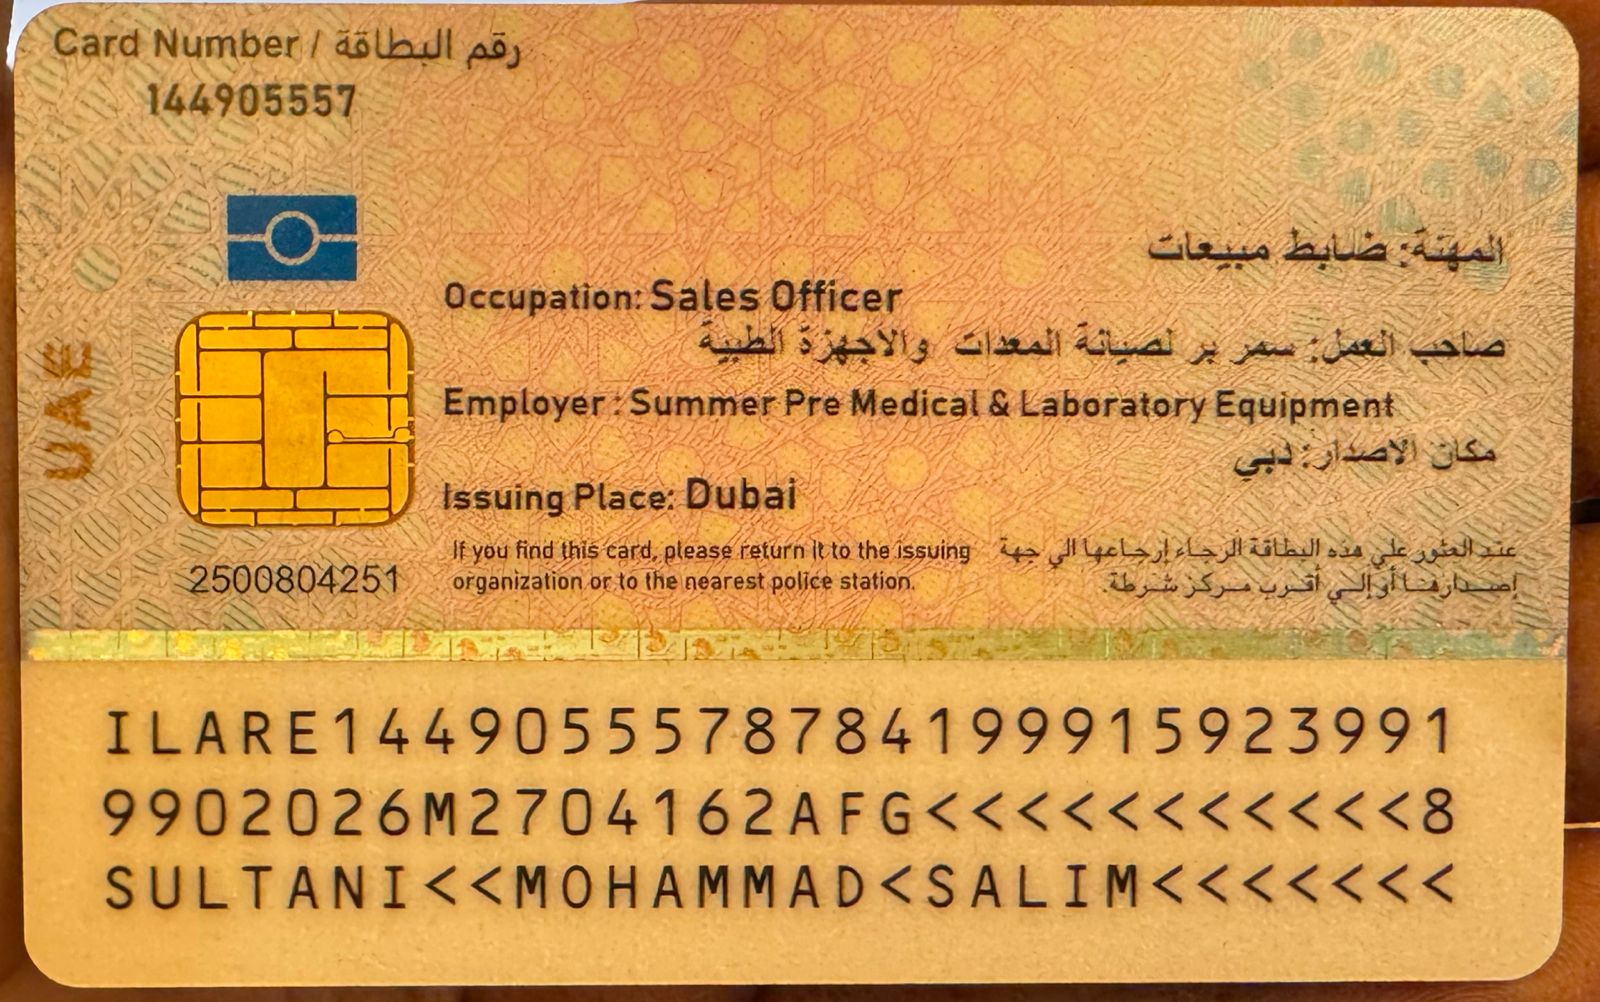 Card Number / رقم البطاقة
144905557
المهنة: ضابط مبيعات
Occupation: Sales Officer
صاحب العمل: سمر بر لصيانة المعدات والاجهزة الطبية
Employer : Summer Pre Medical & Laboratory Equipment
مكان الاصدار: دبي
Issuing Place: Dubai
UAE
If you find this card, please return it to the issuing
organization or to the nearest police station.
عند العثور علي هذه البطاقة الرجاء إرجاعها الي جهة
إصدارها أو إلي أقرب مركز شرطة.
2500804251
ILARE1449055578784199915923991
9902026M2704162AFG<<<<<<<<<<<8
SULTANI<<MOHAMMAD<SALIM<<<<<<<